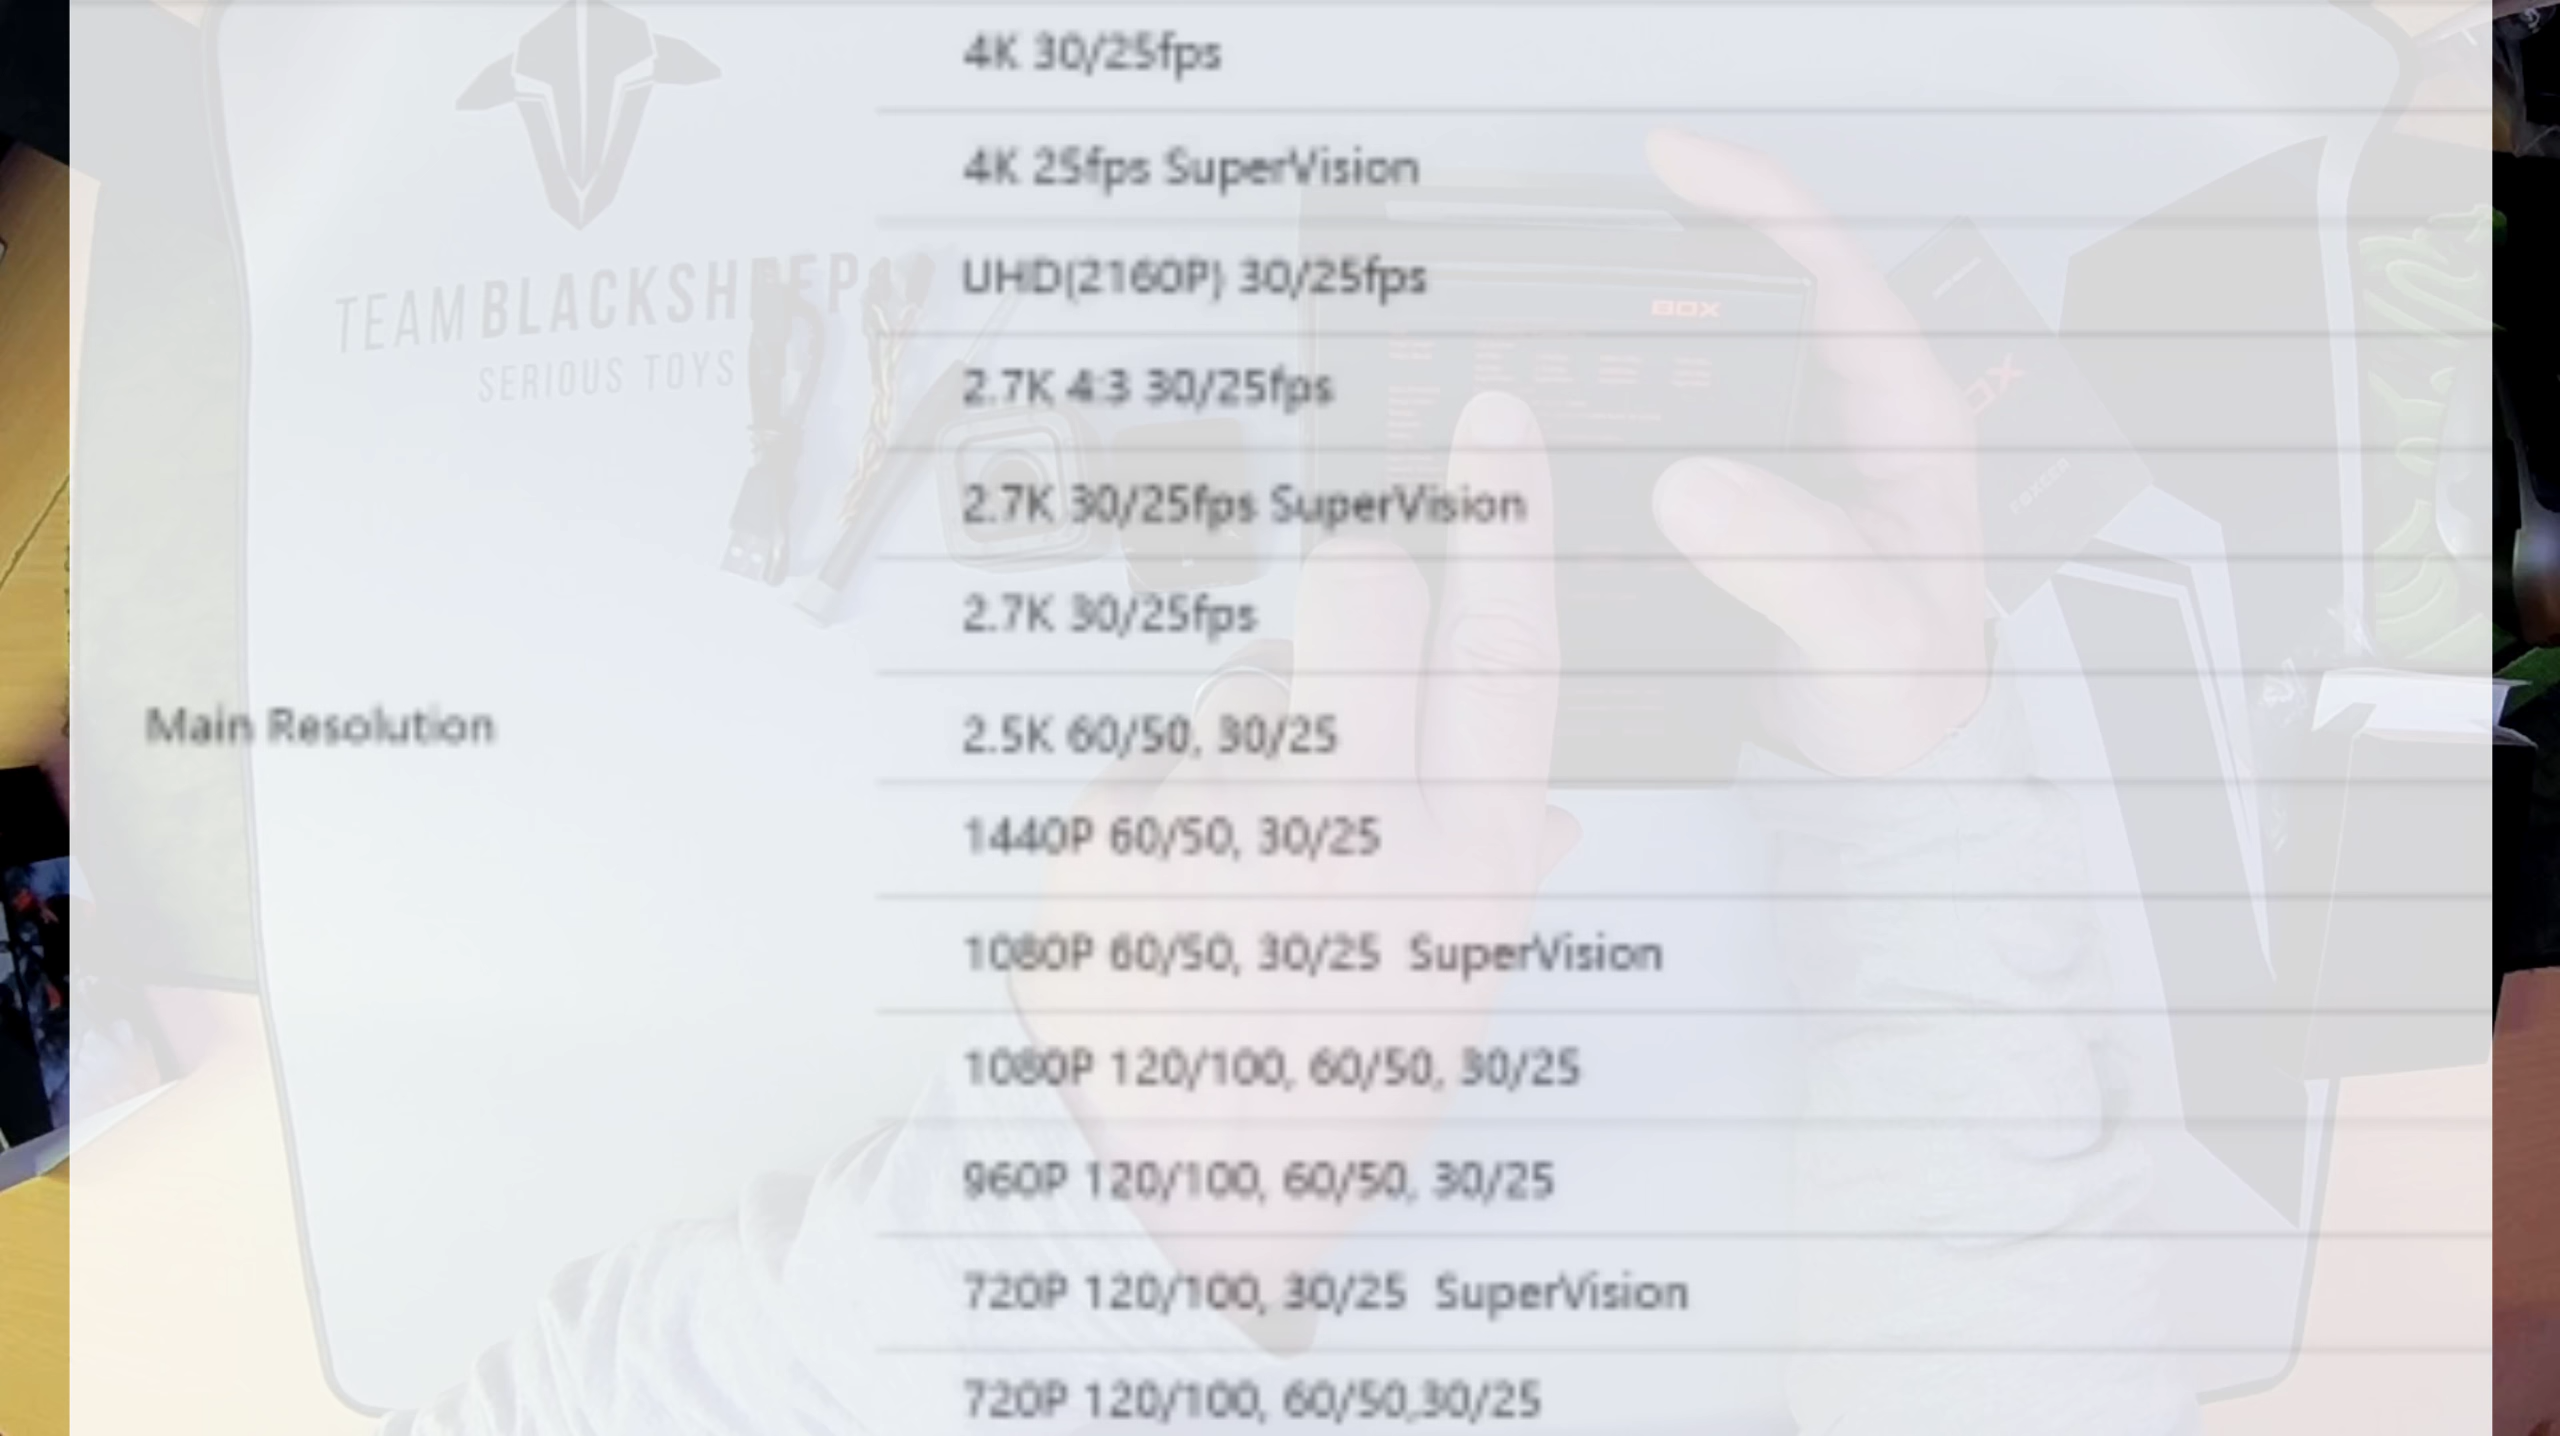 4K 30/25fps
4K 25fps SuperVision
UHD(2160P) 30/25fps
2.7K 4:3 30/25fps
2.7K 30/25fps SuperVision
2.7K 30/25fps
Main Resolution
2.5K 60/50, 30/25
1440P 60/50, 30/25
1080P 60/50, 30/25 SuperVision
1080P 120/100, 60/50, 30/25
960P 120/100, 60/50, 30/25
720P 120/100, 30/25 SuperVision
720P 120/100, 60/50,30/25
TEAMBLACKSHEEP
SERIOUS TOYS
BOX